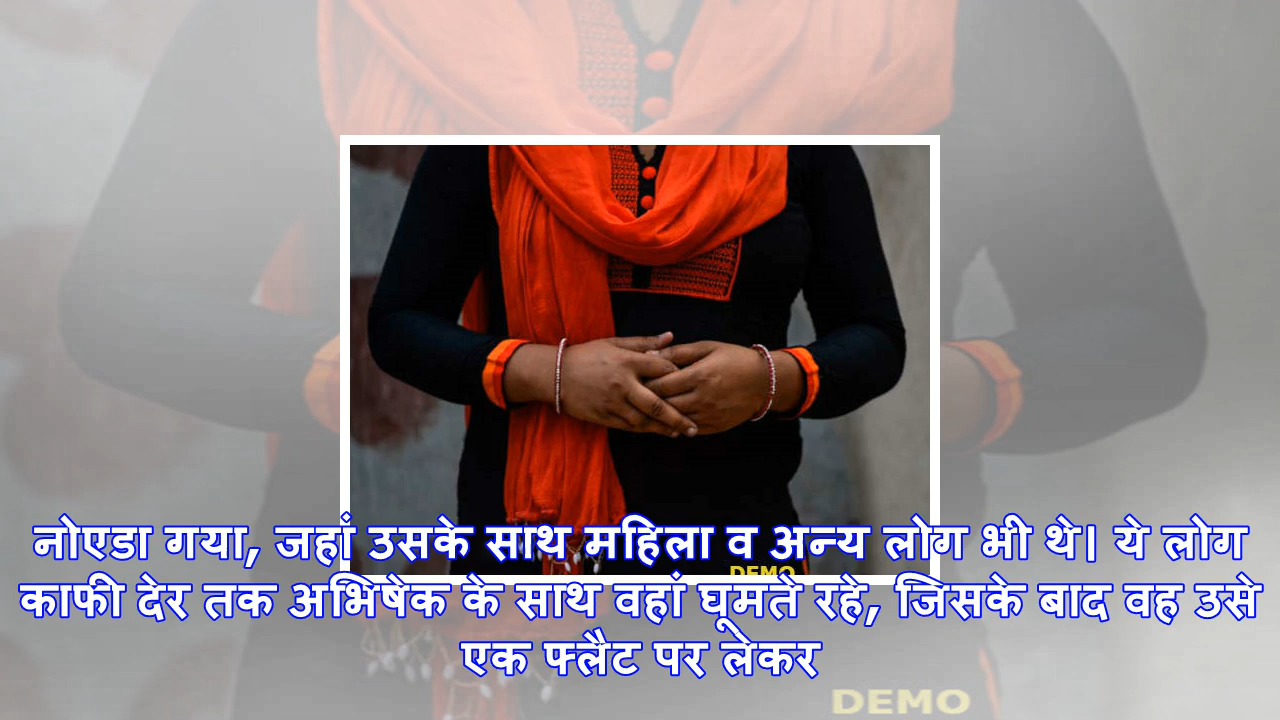 नोएडा गया, जहां उसके साथ महिला व अन्य लोग भी थे। ये लोग
काफी देर तक अभिषेक के साथ वहां घूमते रहे, जिसके बाद वह उसे
एक फ्लैट पर लेकर
DEMO
DEMO